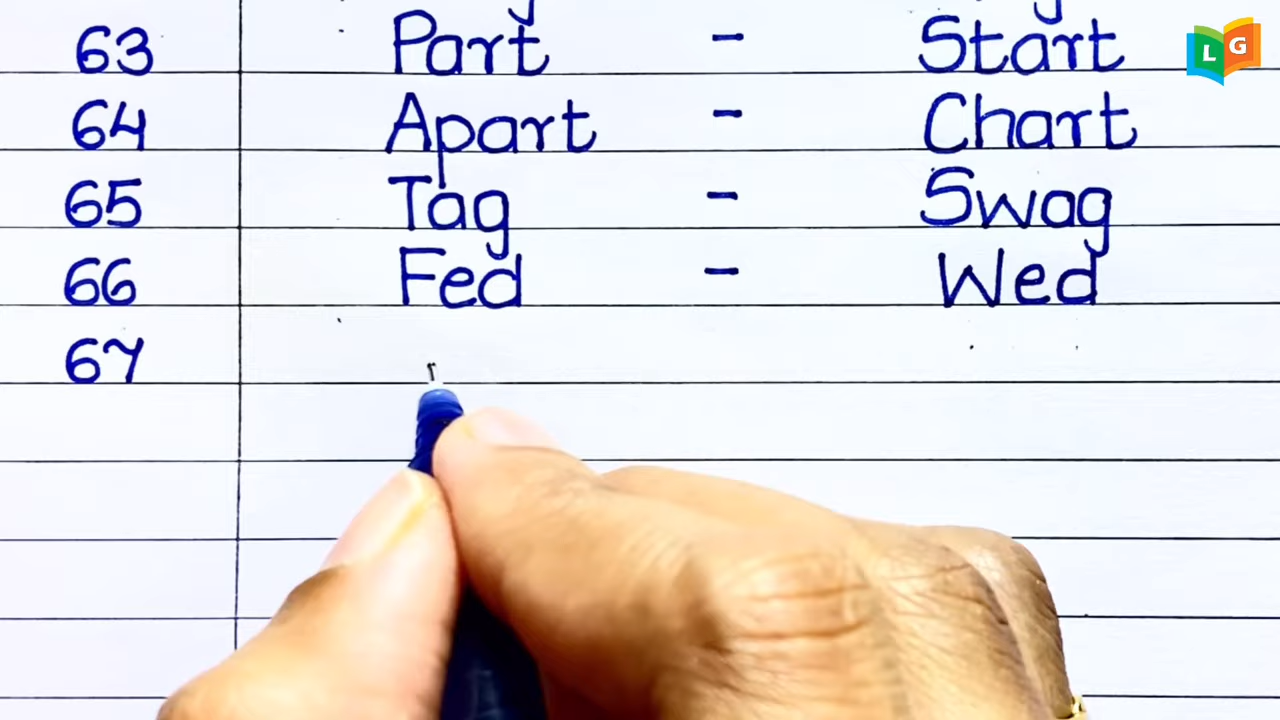 63 Part - Start
64 Apart - Chart
65 Tag - Swag
66 Fed - Wed
67
LG